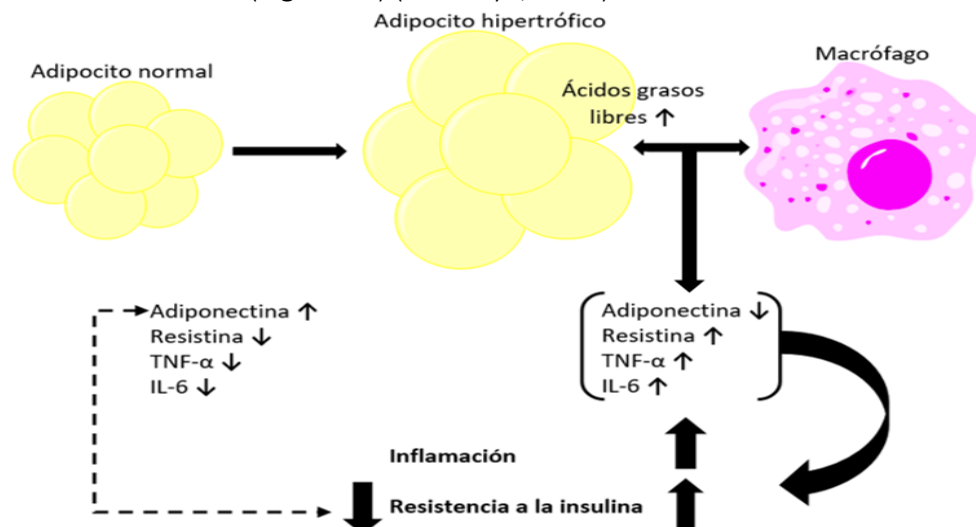 Adipocito hipertrófico
Adipocito normal
Macrófago
Ácidos grasos
libres ↑
Adiponectina ↑
Resistina ↓
TNF-α ↓
IL-6 ↓
Adiponectina ↓
Resistina ↑
TNF-α ↑
IL-6 ↑
Inflamación
Resistencia a la insulina